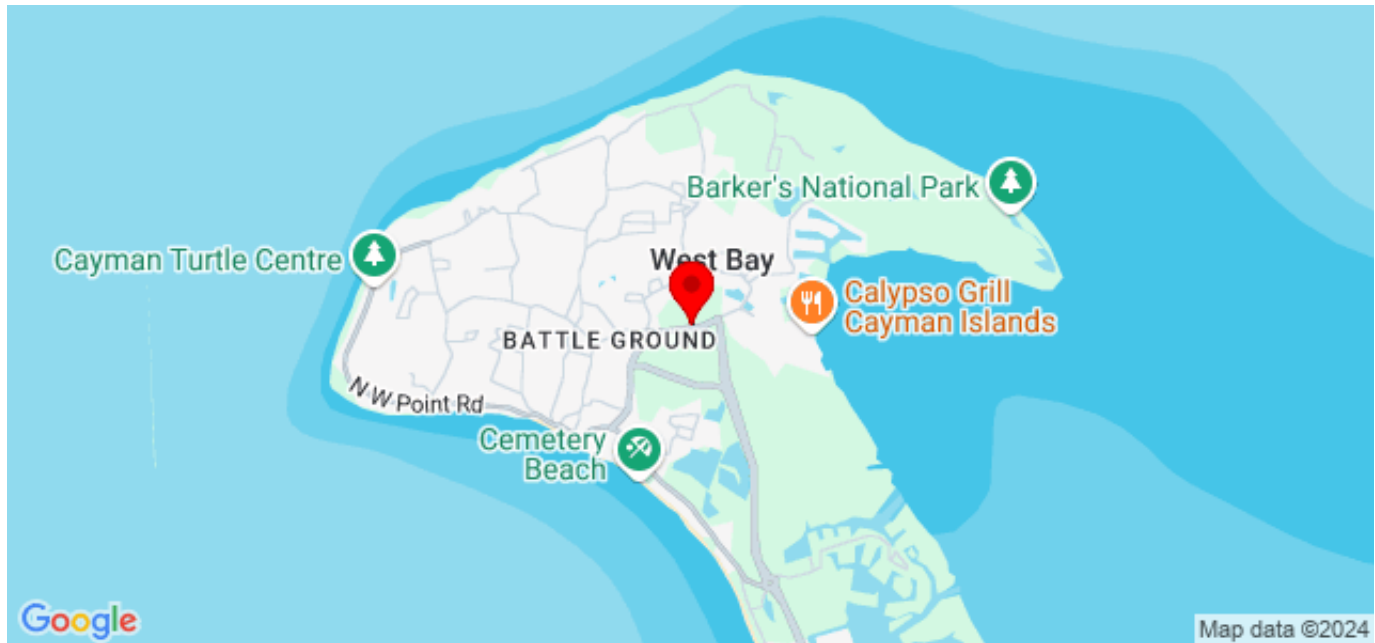 Barker's National Park
Cayman Turtle Centre
West Bay
Calypso Grill
Cayman Islands
BATTLE GROUND
N W Point Rd
Cemetery
Beach
Google
Map data ©2024